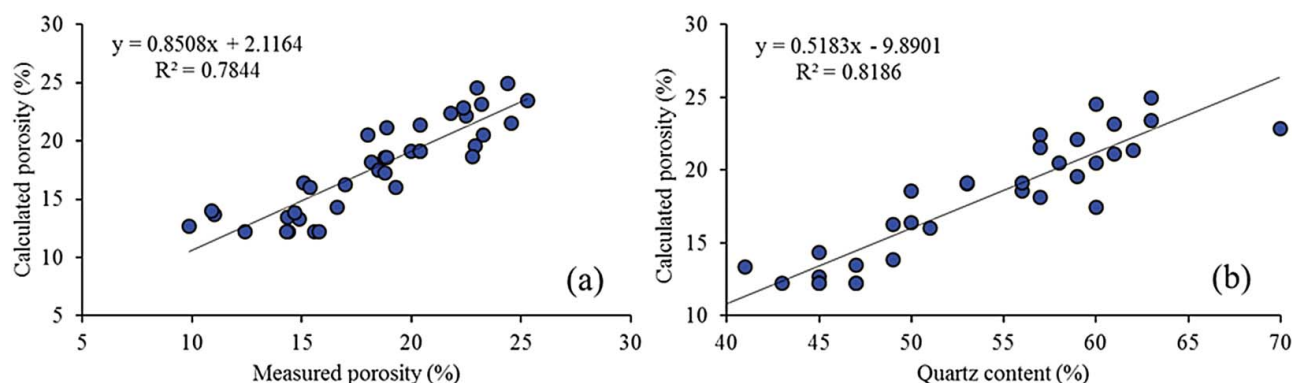 y = 0.8508x + 2.1164
R² = 0.7844
Calculated porosity (%)
30
25
20
15
10
5
5
10
15
20
25
30
Measured porosity (%)
(a)
y = 0.5183x - 9.8901
R² = 0.8186
Calculated porosity (%)
30
25
20
15
10
40
45
50
55
60
65
70
Quartz content (%)
(b)